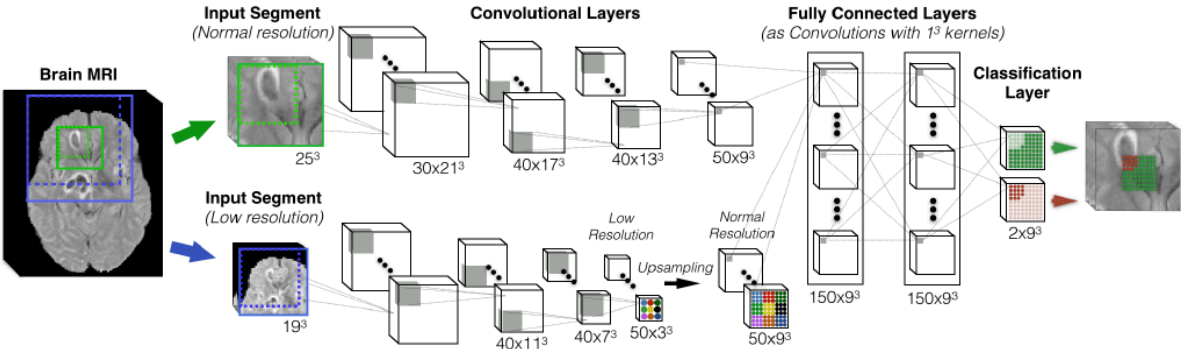 Brain MRI
Input Segment
(Normal resolution)
25³
Convolutional Layers
30x21³
40x17³
40x13³
50x9³
Fully Connected Layers
(as Convolutions with 1³ kernels)
150x9³
150x9³
Classification
Layer
2x9³
Input Segment
(Low resolution)
19³
40x11³
40x7³
Low
Resolution
50x3³
Upsampling
Normal
Resolution
50x9³